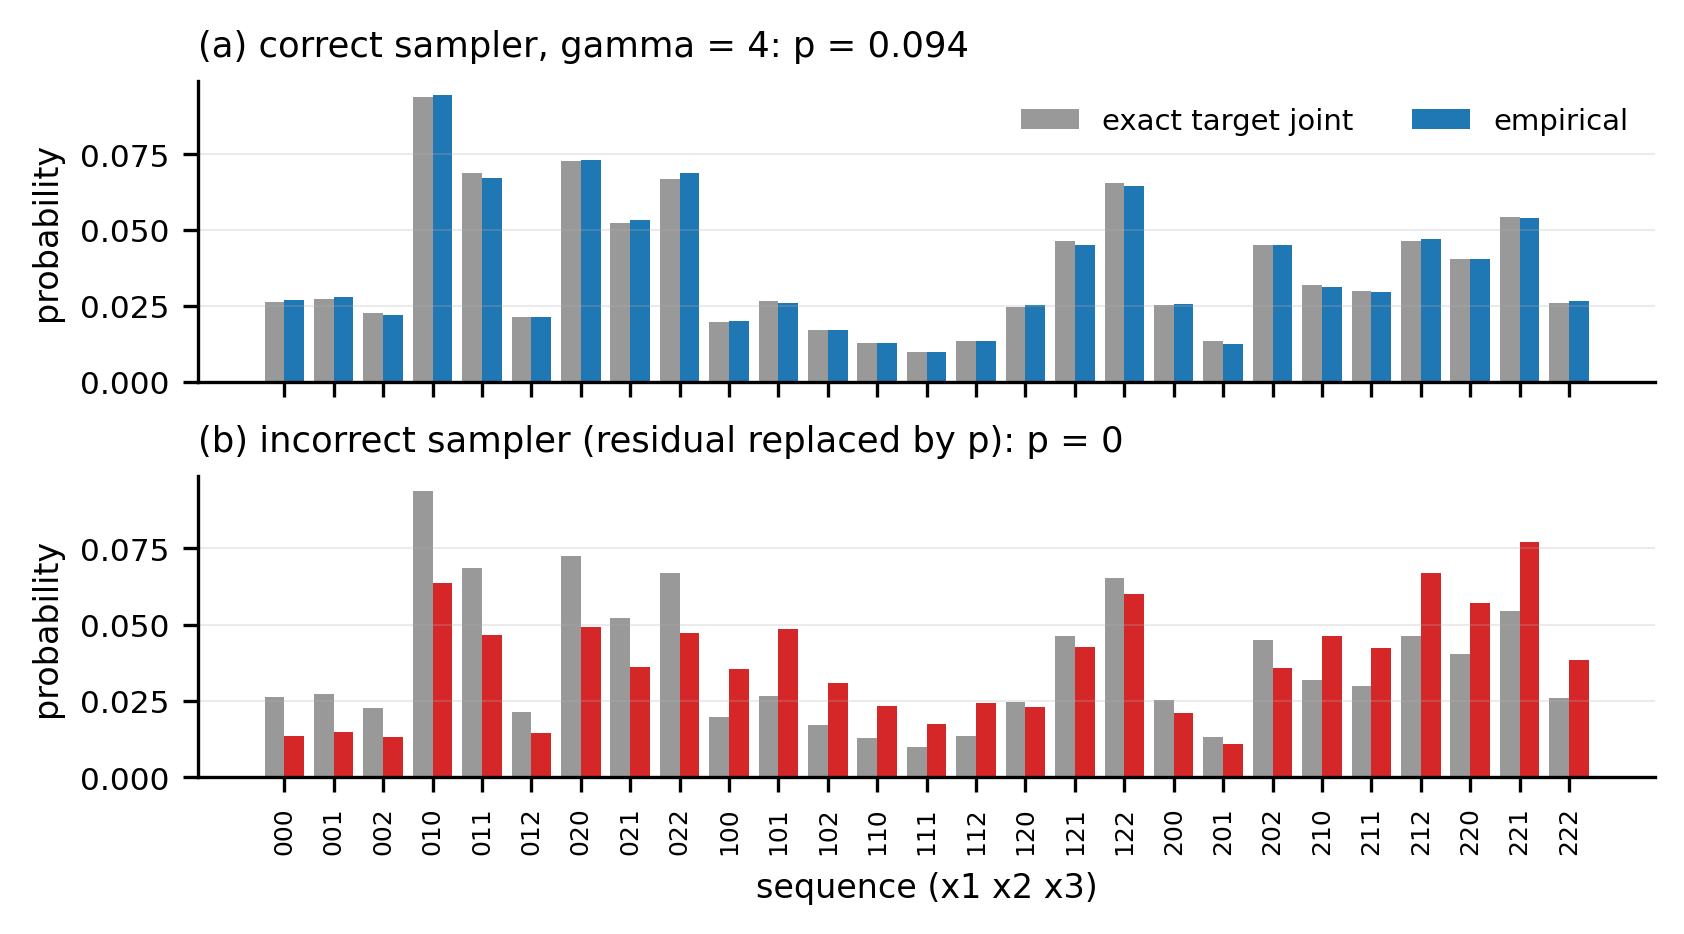 (a) correct sampler, gamma = 4: p = 0.094
exact target joint
empirical
probability
0.075
0.050
0.025
0.000
(b) incorrect sampler (residual replaced by p): p = 0
probability
0.075
0.050
0.025
0.000
000 001 002 010 011 012 020 021 022 100 101 102 110 111 112 120 121 122 200 201 202 210 211 212 220 221 222
sequence (x1 x2 x3)